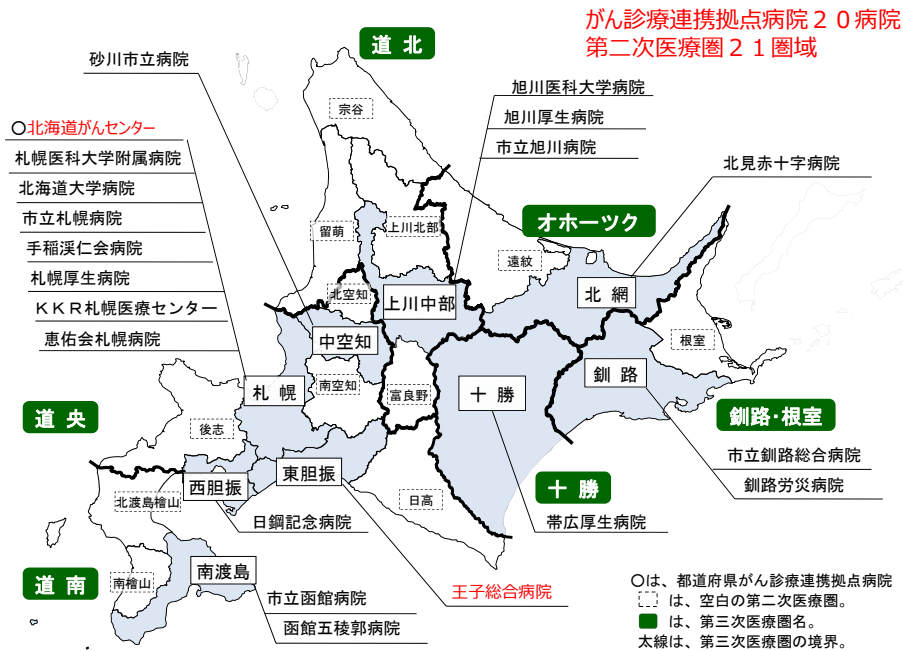 がん診療連携拠点病院２０病院
第二次医療圏２１圏域
道 北
砂川市立病院
宗谷
旭川医科大学病院
旭川厚生病院
市立旭川病院
○北海道がんセンター
札幌医科大学附属病院
北海道大学病院
市立札幌病院
手稲渓仁会病院
札幌厚生病院
ＫＫＲ札幌医療センター
恵佑会札幌病院
北見赤十字病院
オホーツク
留萌
上川北部
遠紋
北空知
上川中部
北 網
中空知
根室
南空知
富良野
釧 路
札 幌
十 勝
道 央
後志
釧路･根室
市立釧路総合病院
釧路労災病院
東胆振
西胆振
北渡島檜山
日高
十 勝
日鋼記念病院
帯広厚生病院
道 南
南檜山
南渡島
王子総合病院
市立函館病院
函館五稜郭病院
○は、都道府県がん診療連携拠点病院
は、空白の第二次医療圏。
は、第三次医療圏名。
太線は、第三次医療圏の境界。